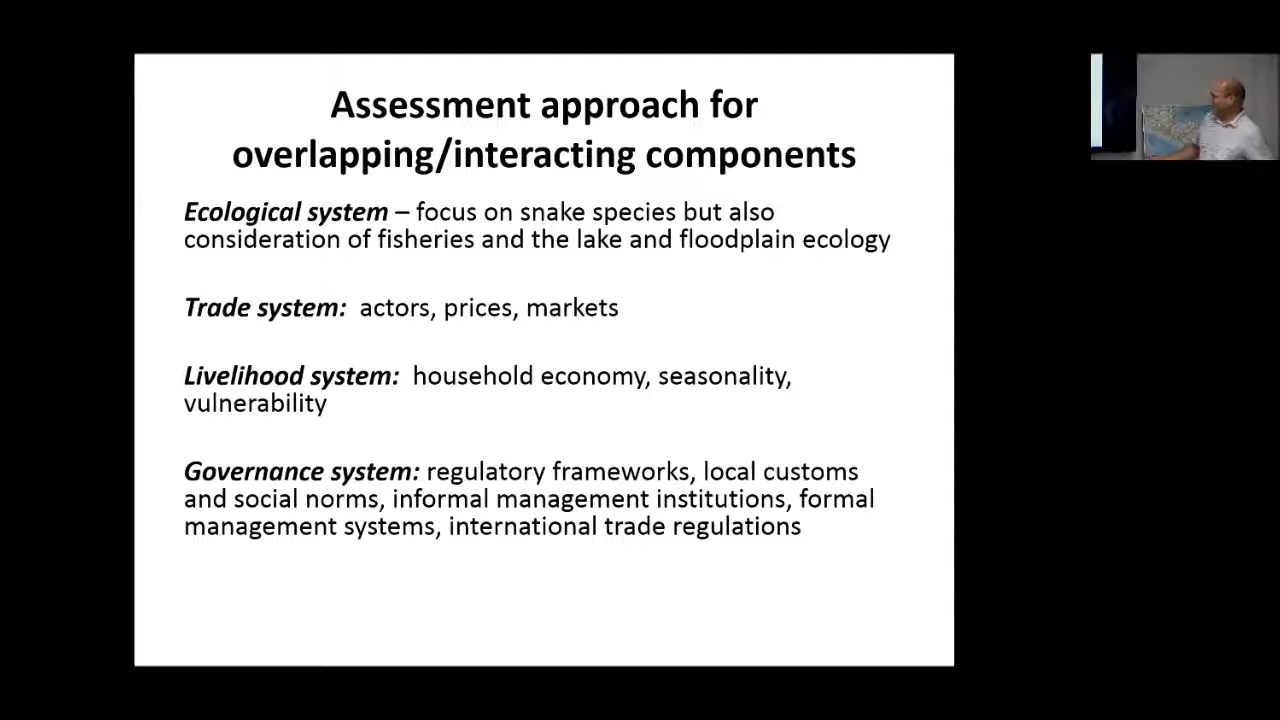 Assessment approach for
overlapping/interacting components
Ecological system – focus on snake species but also
consideration of fisheries and the lake and floodplain ecology
Trade system: actors, prices, markets
Livelihood system: household economy, seasonality,
vulnerability
Governance system: regulatory frameworks, local customs
and social norms, informal management institutions, formal
management systems, international trade regulations